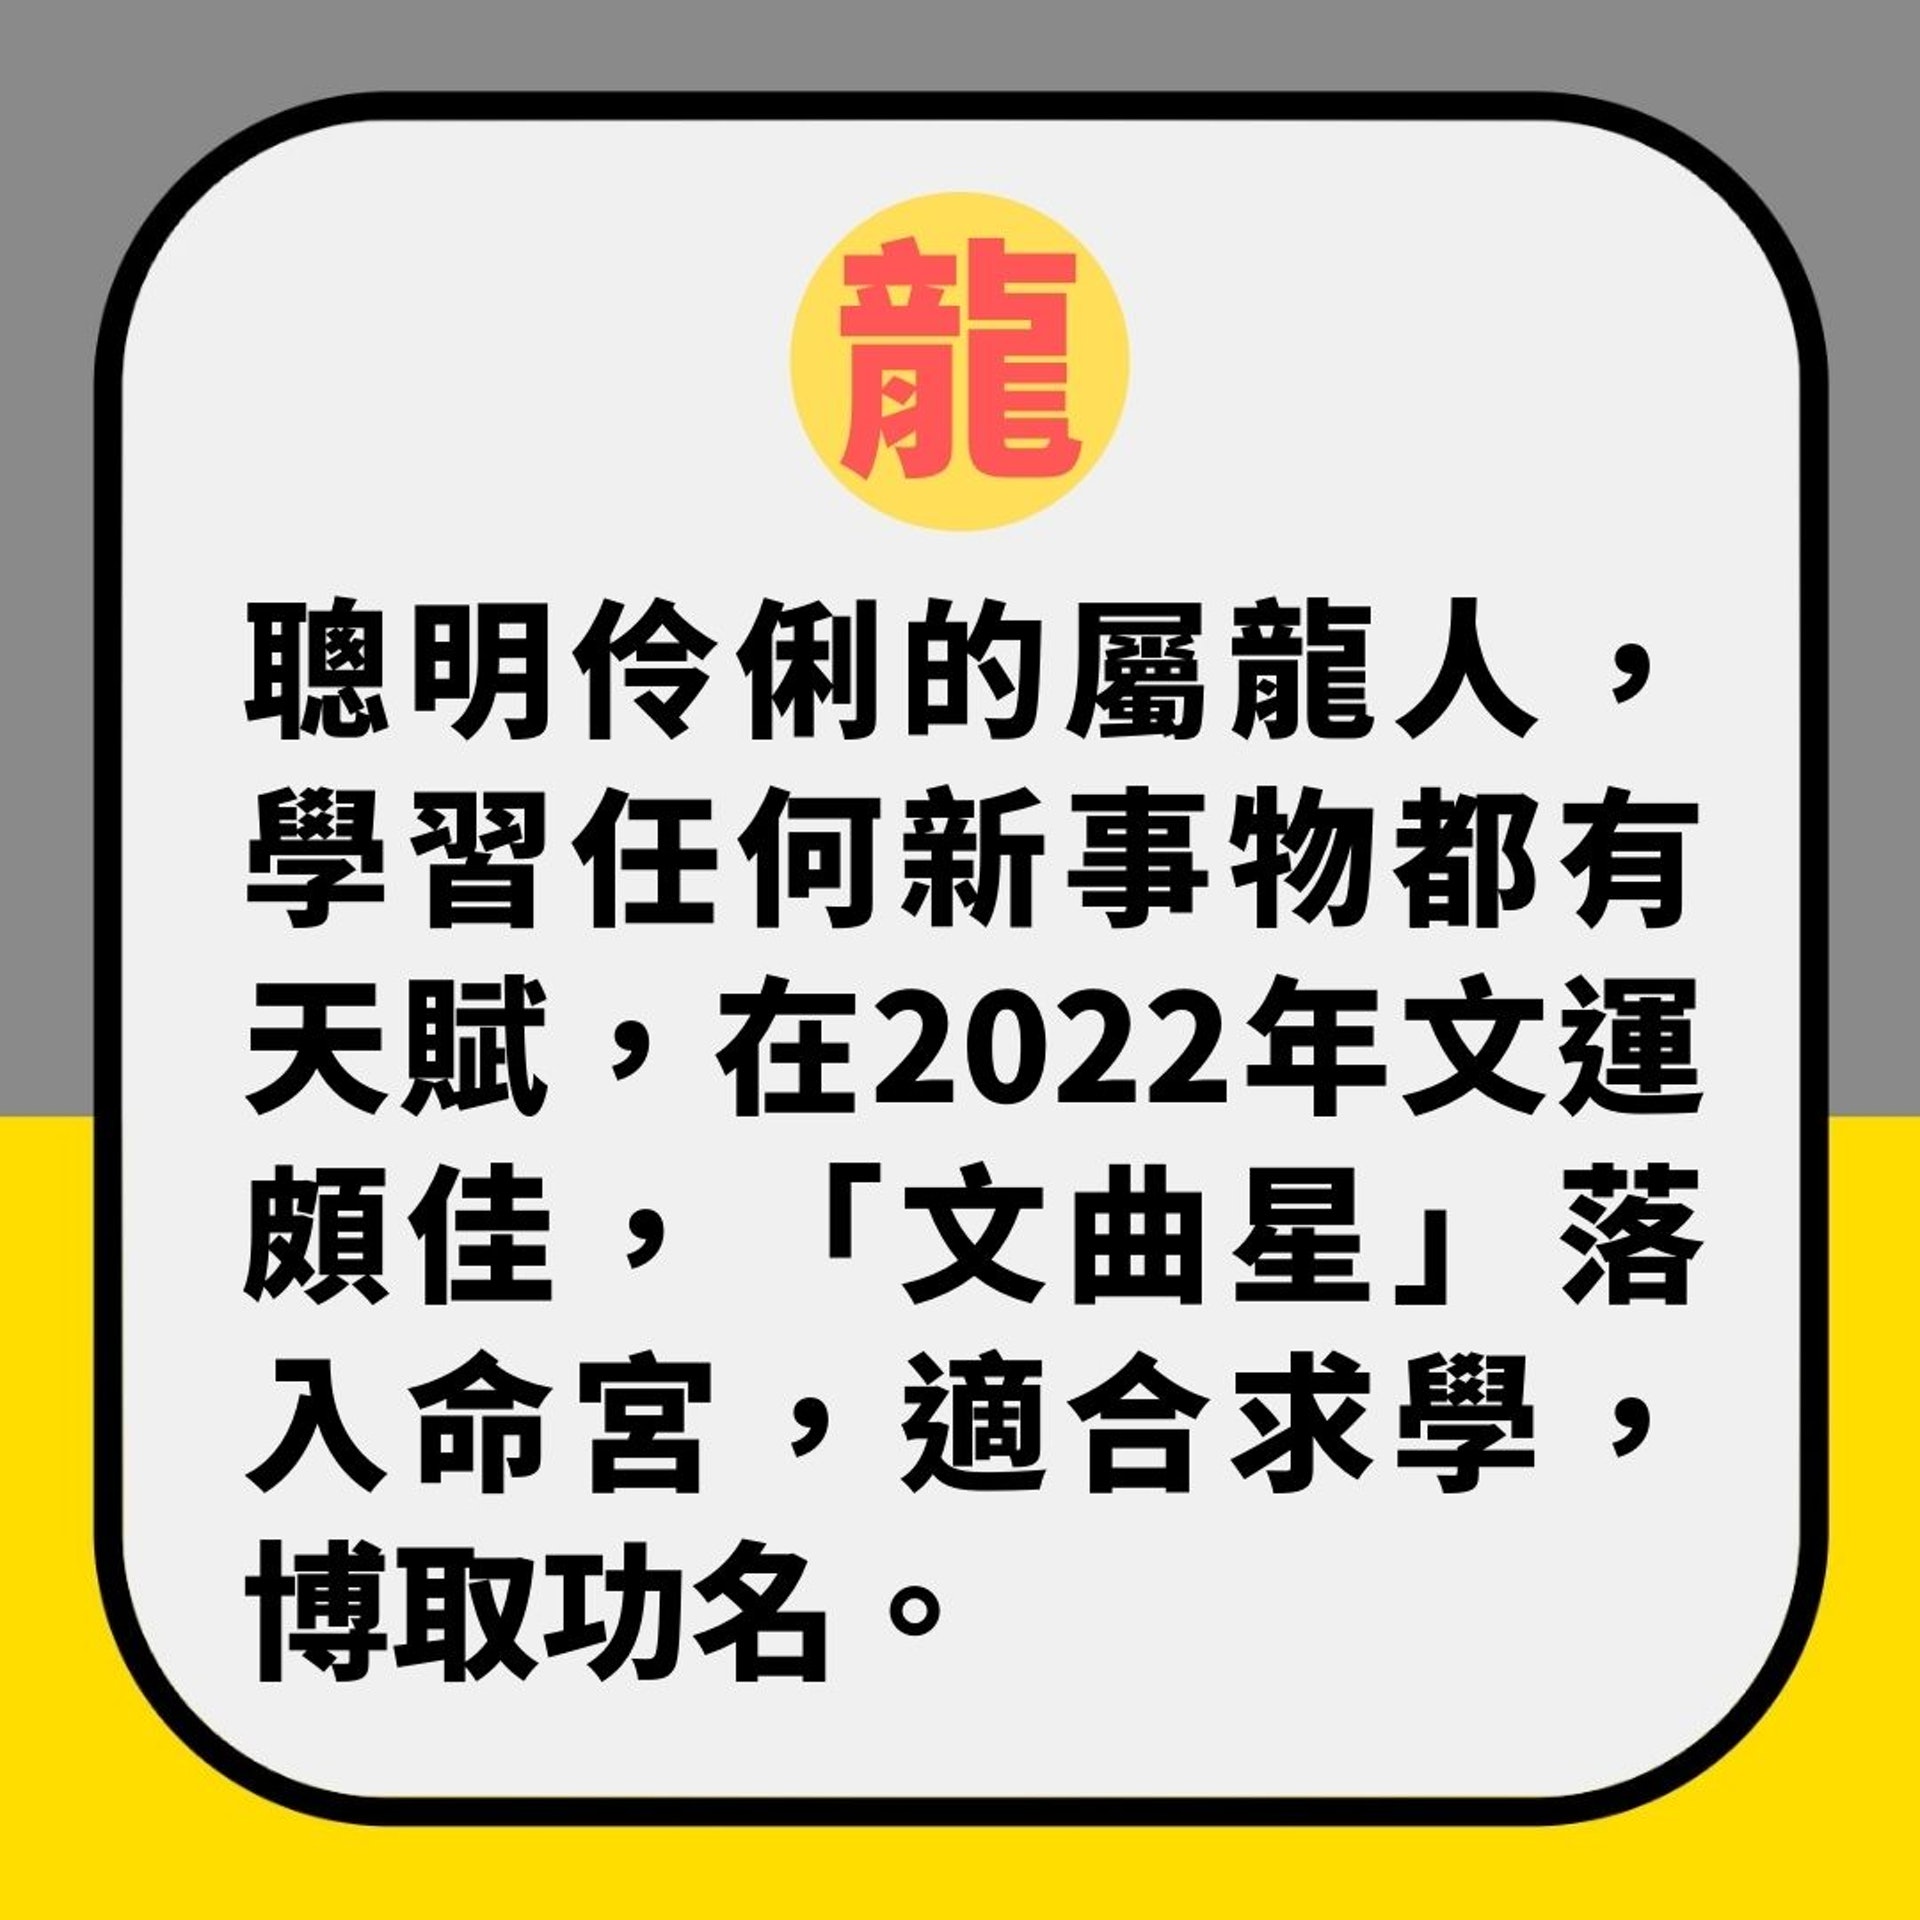 龍
聰明伶俐的屬龍人，
學習任何新事物都有
天賦，在2022年文運
頗佳，「文曲星」落
入命宮，適合求學，
博取功名。